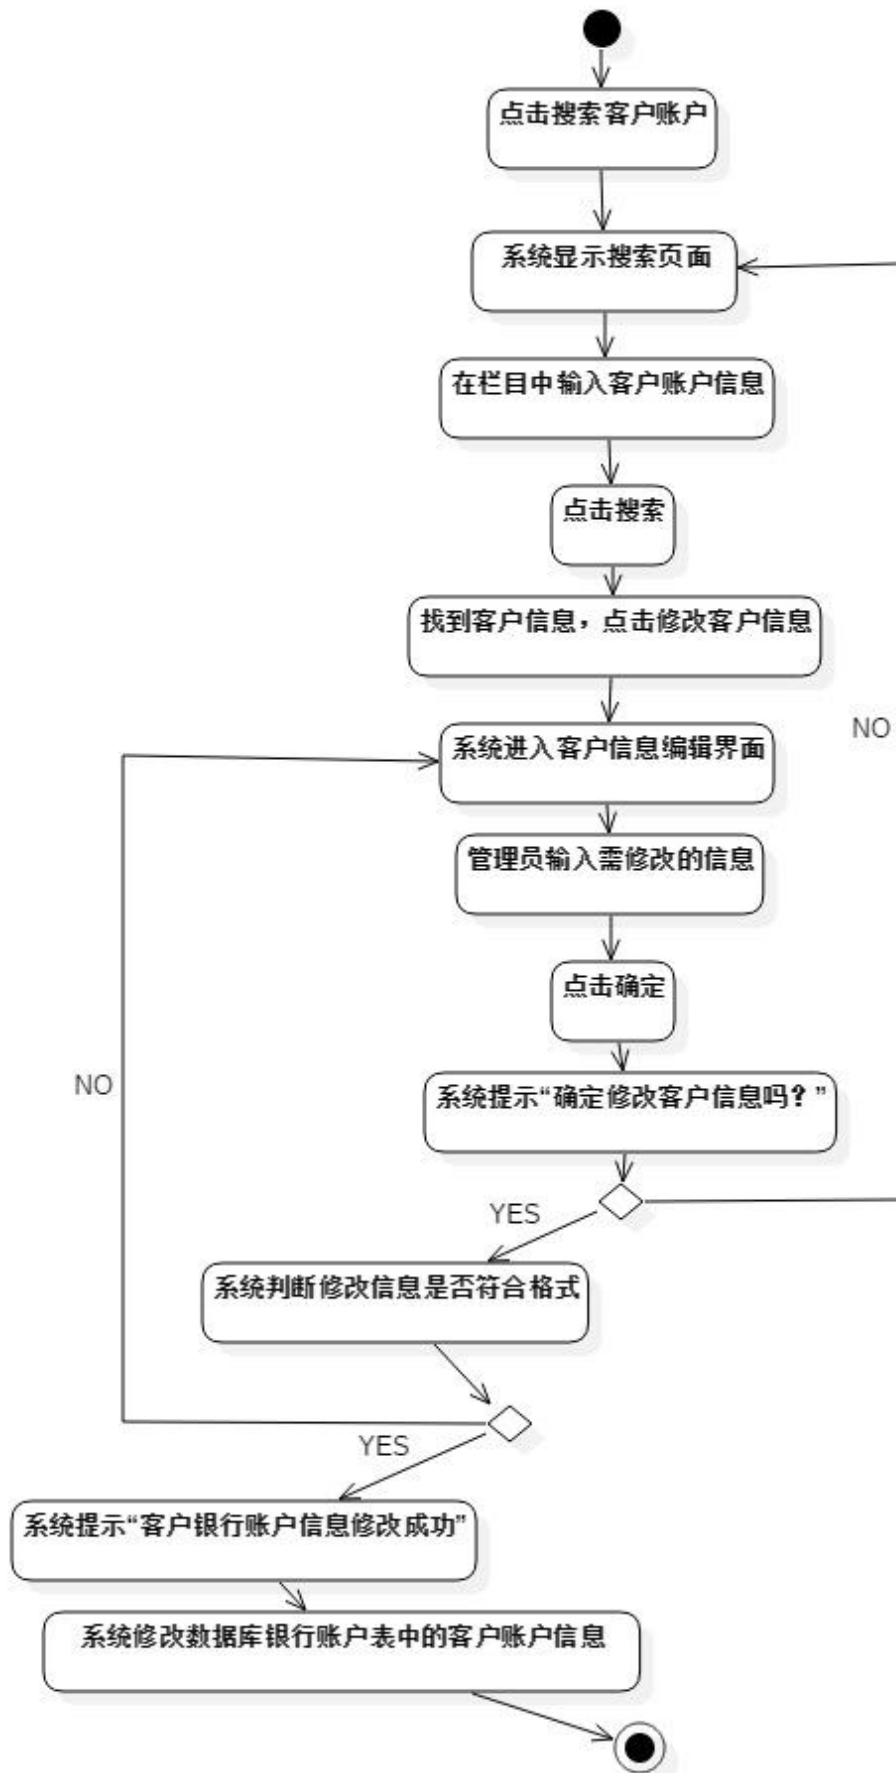 点击搜索客户账户
系统显示搜索页面
在栏目中输入客户账户信息
点击搜索
找到客户信息，点击修改客户信息
NO
系统进入客户信息编辑界面
管理员输入需修改的信息
点击确定
NO
系统提示“确定修改客户信息吗？”
YES
系统判断修改信息是否符合格式
YES
系统提示“客户银行账户信息修改成功”
系统修改数据库银行账户表中的客户账户信息